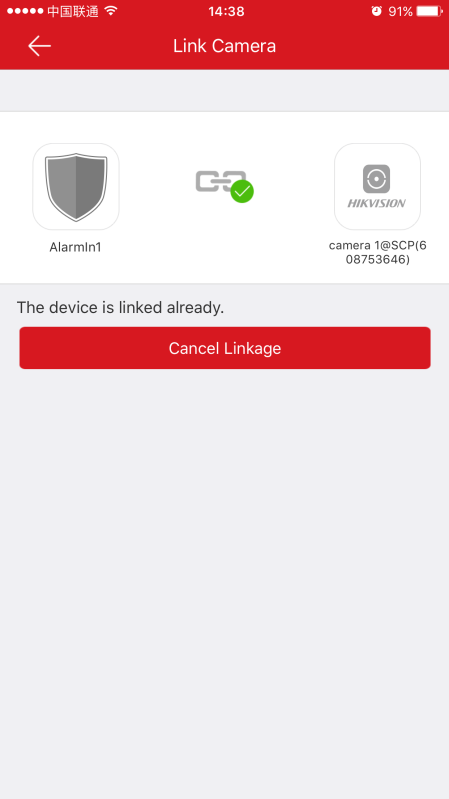 中国联通 14:38 91%
Link Camera
HIKVISION
AlarmIn1
camera 1@SCP(6
08753646)
The device is linked already.
Cancel Linkage